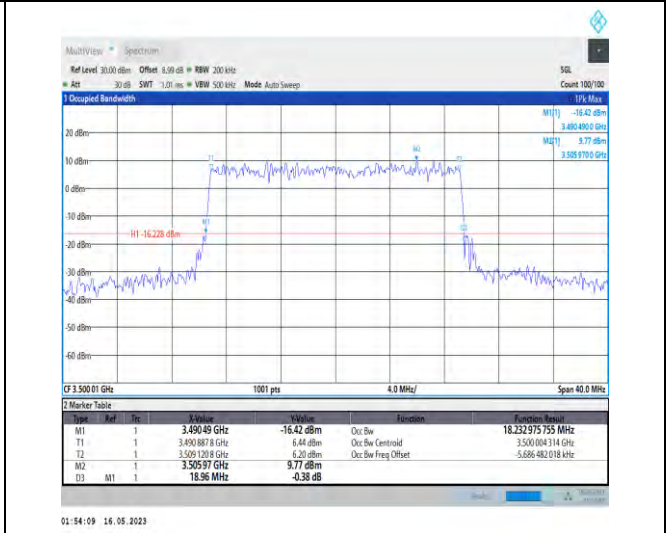 MultiView Spectrum
Ref Level 30.00 dBm Offset 8.99 dB RBW 200 kHz SGL
Att 30 dB SWT 1.01 ms VBW 500 kHz Mode Auto Sweep Count 100/100
1 Occupied Bandwidth 1Pk Max
M1[1] -16.42 dBm
3.490 490 0 GHz
20 dBm
M2[1] 9.77 dBm
3.505 970 0 GHz
M2
10 dBm
T1
0 dBm
-10 dBm
M1
H1 -16.228 dBm
-20 dBm
-30 dBm
-40 dBm
-50 dBm
-60 dBm
CF 3.500 01 GHz 1001 pts 4.0 MHz/ Span 40.0 MHz
2 Marker Table
Type Ref Trc X-Value Y-Value Function Function Result
M1 1 3.490 49 GHz -16.42 dBm Occ Bw 18.232 975 755 MHz
T1 1 3.490 887 8 GHz 6.44 dBm Occ Bw Centroid 3.500 004 314 GHz
T2 1 3.509 120 8 GHz 6.20 dBm Occ Bw Freq Offset -5.686 482 018 kHz
M2 1 3.505 97 GHz 9.77 dBm
D3 M1 1 18.96 MHz -0.38 dB
Ready
01:54:09 16.05.2023